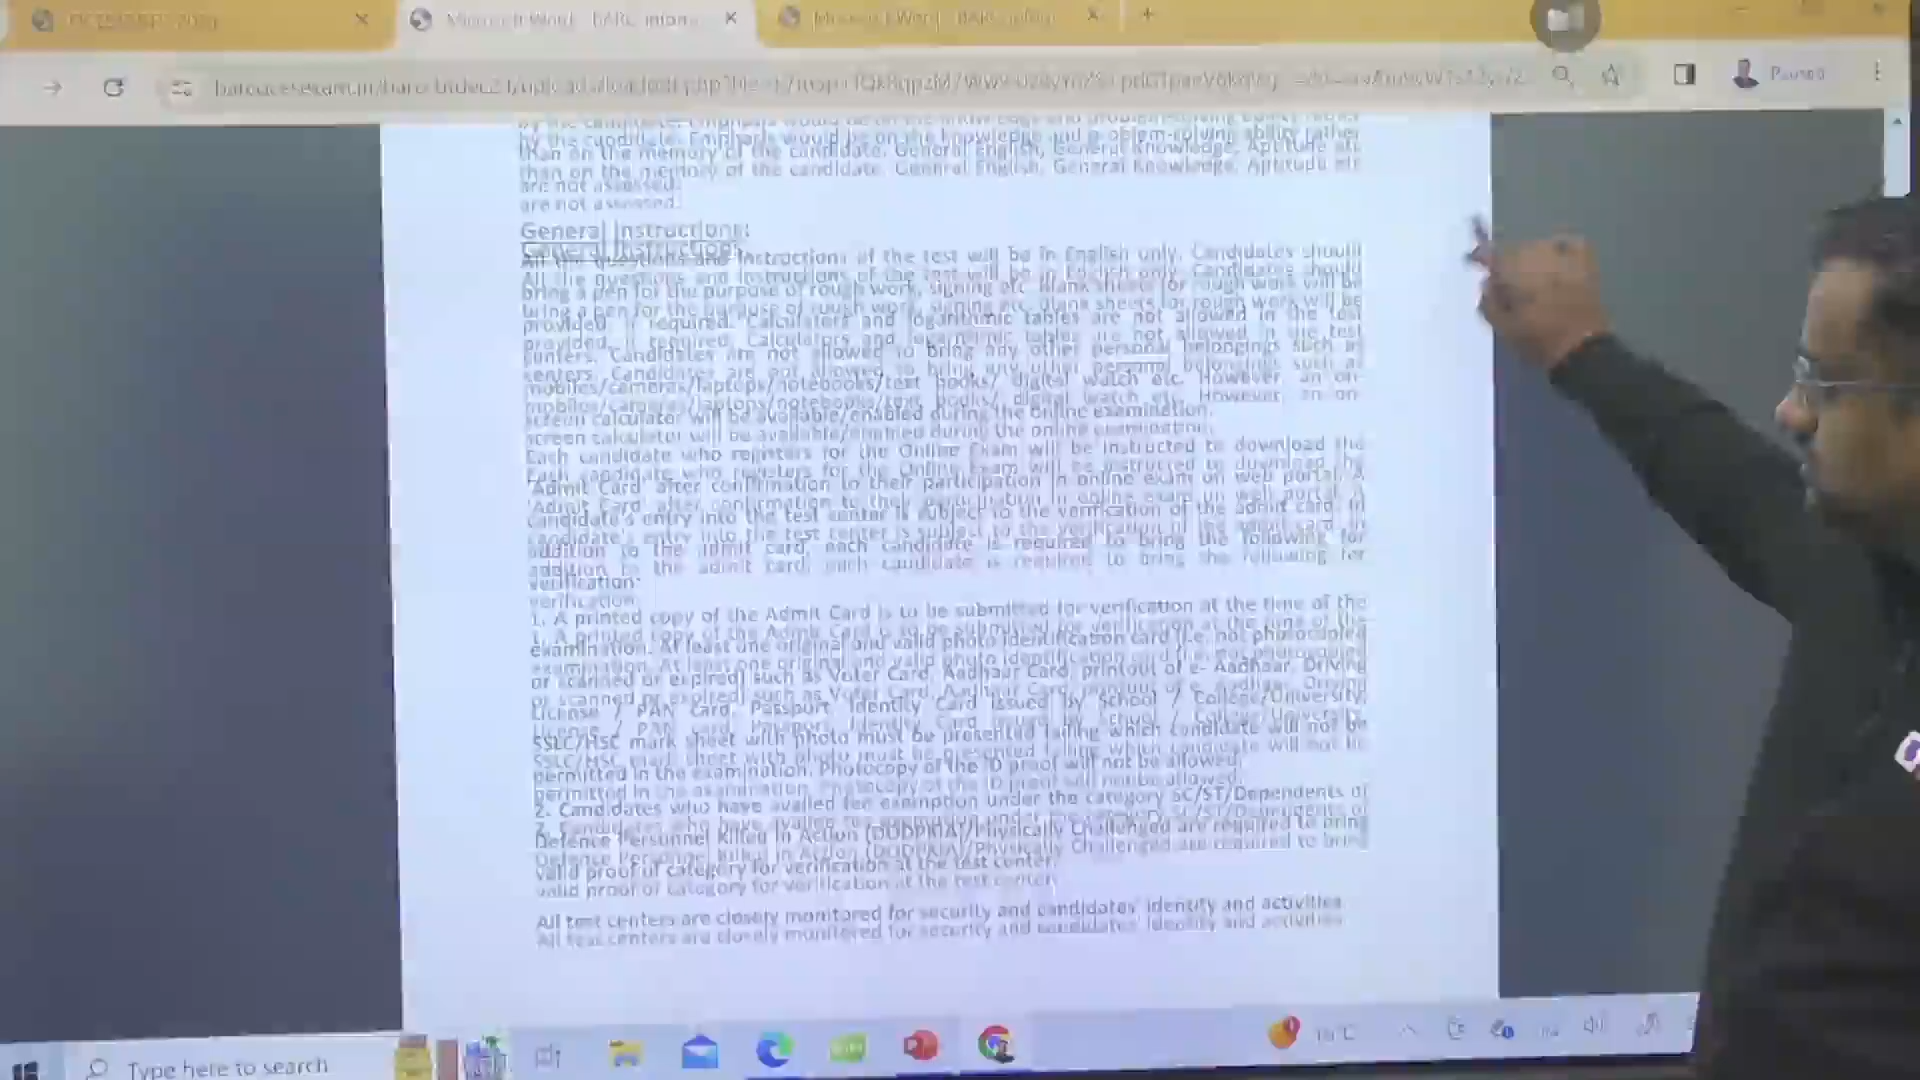 Microsoft Word - BARC
Microsoft Word - BARC
Paused
by the candidate. Emphasis would be on the knowledge and problem-solving ability rather
than on the memory of the candidate. General English, General Knowledge, Aptitude etc
are not assessed.
General Instructions:
All the questions and instructions of the test will be in English only. Candidates should
bring a pen for the purpose of rough work, signing etc. Blank sheets for rough work will be
provided, if required. Calculators and logarithmic tables are not allowed in the test
centers. Candidates are not allowed to bring any other personal belongings such as
mobiles/cameras/laptops/notebooks/text books/ digital watch etc. However, an on-
screen calculator will be available/enabled during the online examination.
Each candidate who registers for the Online Exam will be instructed to download the
'Admit Card' after confirmation to their participation in online exam on web portal. A
candidate's entry into the test center is subject to the verification of the admit card. In
addition to the admit card, each candidate is required to bring the following for
verification:
1. A printed copy of the Admit Card is to be submitted for verification at the time of the
examination. At least one original and valid photo identification card (i.e. not photocopied
or scanned or expired) such as Voter Card, Aadhaar Card, printout of e- Aadhaar, Driving
License / PAN Card, Passport, Identity Card issued by School / College/University,
SSLC/HSC mark sheet with photo must be presented failing which candidate will not be
permitted in the examination. Photocopy of the ID proof will not be allowed.
2. Candidates who have availed fee exemption under the category SC/ST/Dependents of
Defence Personnel Killed in Action (DODPKIA)/Physically Challenged are required to bring
valid proof of category for verification at the test center.
All test centers are closely monitored for security and candidates' identity and activities
Type here to search